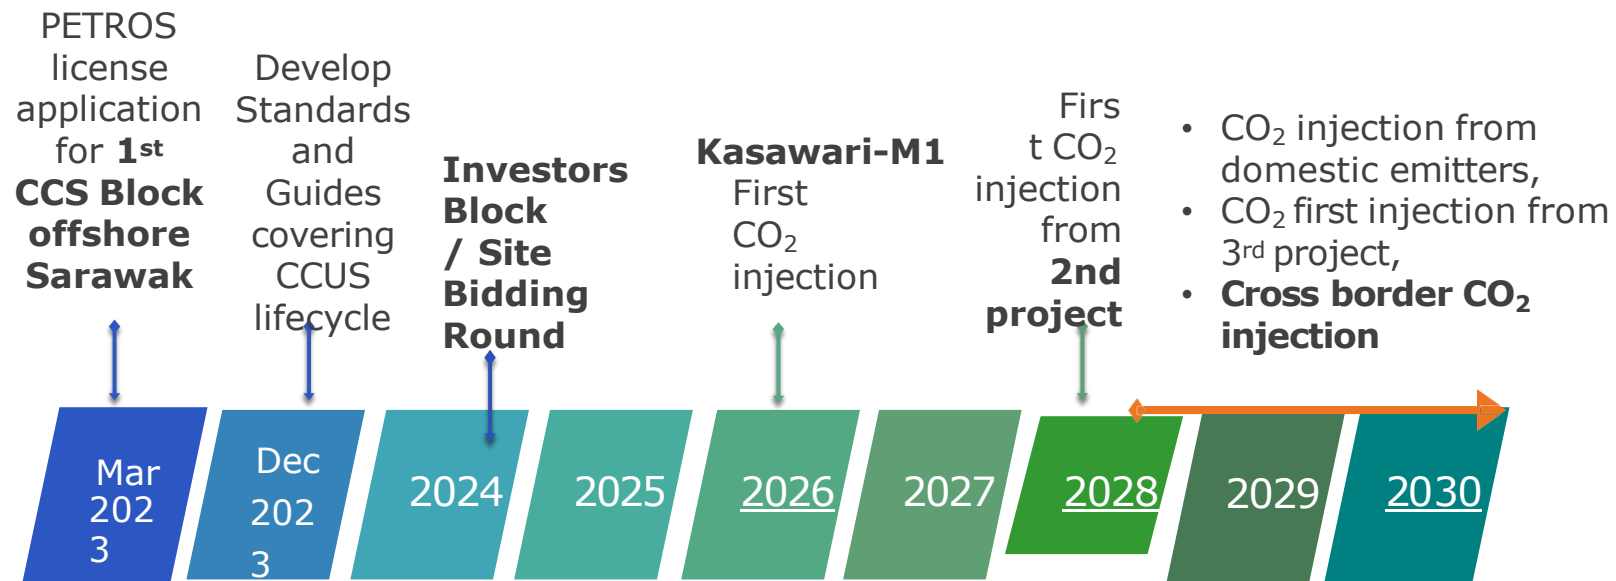 PETROS
license
application
for 1st
CCS Block
offshore
Sarawak
Develop
Standards
and
Guides
covering
CCUS
lifecycle
Investors
Block
/ Site
Bidding
Round
Kasawari-M1
First
CO₂
injection
Firs
t CO₂
injection
from
2nd
project
• CO₂ injection from
domestic emitters,
• CO₂ first injection from
3rd project,
• Cross border CO₂
injection
Mar
202
3
Dec
202
3
2024
2025
2026
2027
2028
2029
2030